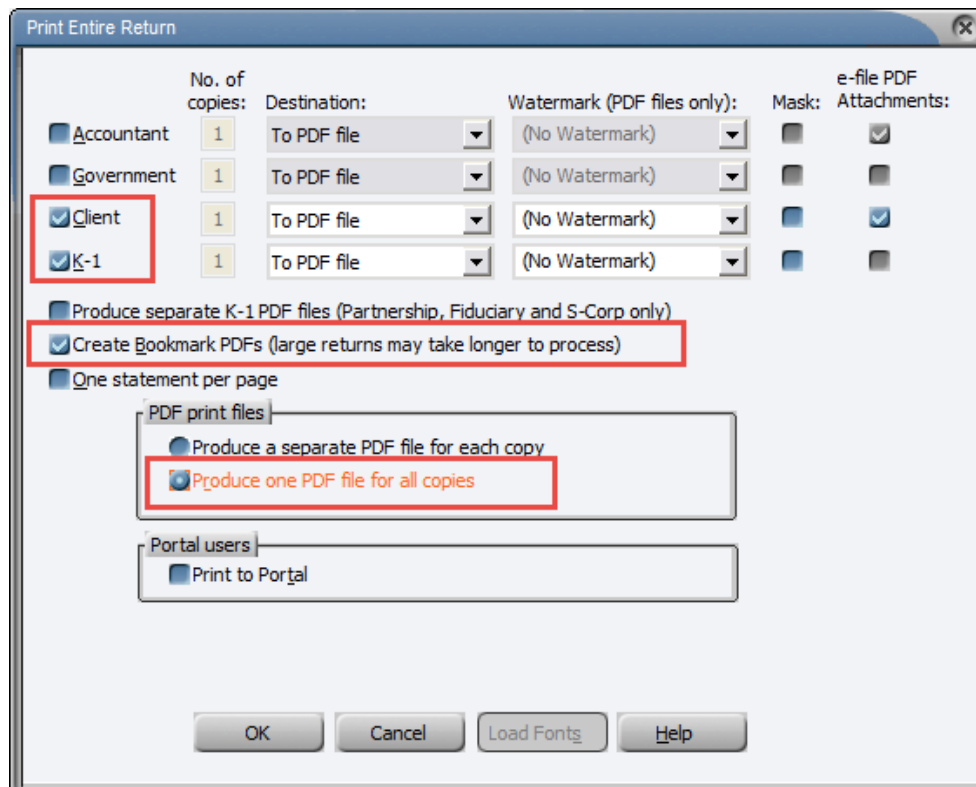 Print Entire Return
No. of copies: Destination: Watermark (PDF files only): Mask: e-file PDF Attachments:
Accountant 1 To PDF file (No Watermark)
Government 1 To PDF file (No Watermark)
Client 1 To PDF file (No Watermark)
K-1 1 To PDF file (No Watermark)
Produce separate K-1 PDF files (Partnership, Fiduciary and S-Corp only)
Create Bookmark PDFs (large returns may take longer to process)
One statement per page
PDF print files
Produce a separate PDF file for each copy
Produce one PDF file for all copies
Portal users
Print to Portal
OK Cancel Load Fonts Help